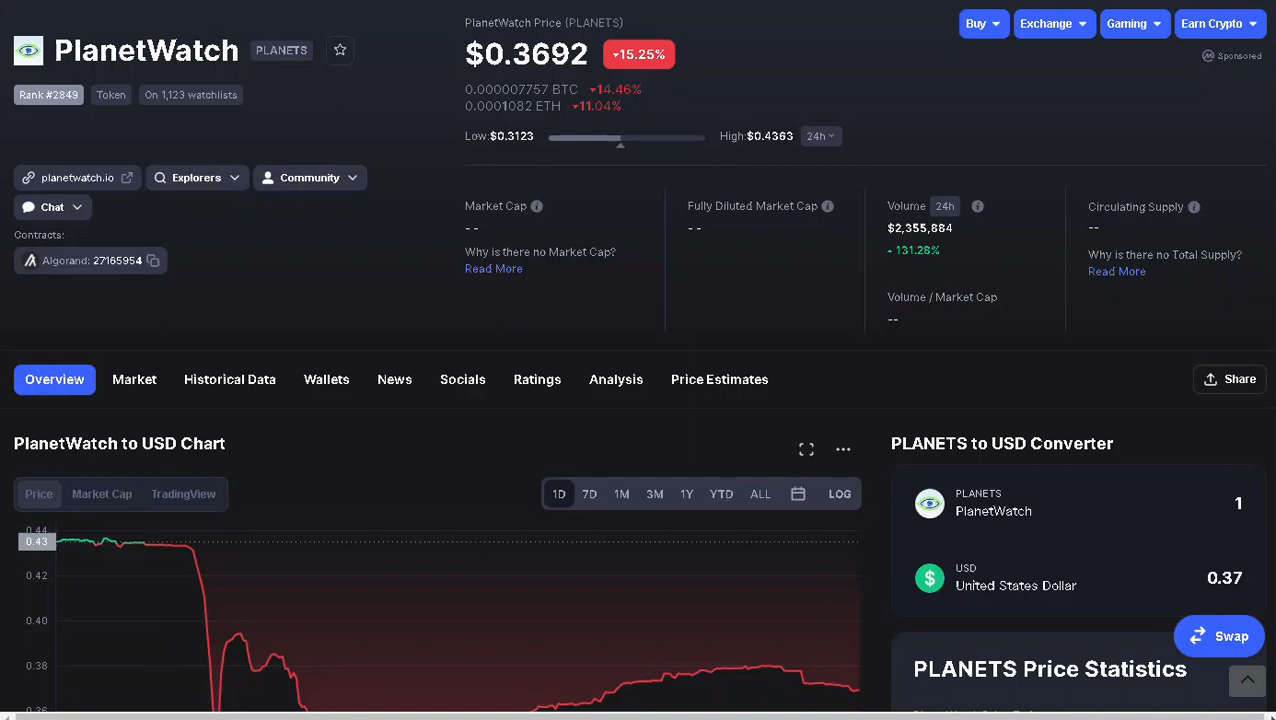 PlanetWatch PLANETS
Rank #2849 Token On 1,123 watchlists
planetwatch.io Explorers Community
Chat
Contracts:
Algorand: 27165954
PlanetWatch Price (PLANETS)
$0.3692 15.25%
0.000007757 BTC 14.46%
0.0001082 ETH 11.04%
Low: $0.3123 High: $0.4363 24h
Buy Exchange Gaming Earn Crypto
Sponsored
Market Cap
- -
Why is there no Market Cap?
Read More
Fully Diluted Market Cap
- -
Volume 24h
$2,355,884
131.28%
Volume / Market Cap
--
Circulating Supply
--
Why is there no Total Supply?
Read More
Overview Market Historical Data Wallets News Socials Ratings Analysis Price Estimates Share
PlanetWatch to USD Chart
Price Market Cap TradingView 1D 7D 1M 3M 1Y YTD ALL LOG
0.44
0.43
0.42
0.40
0.38
0.36
PLANETS to USD Converter
PLANETS
PlanetWatch 1
USD
United States Dollar 0.37
Swap
PLANETS Price Statistics